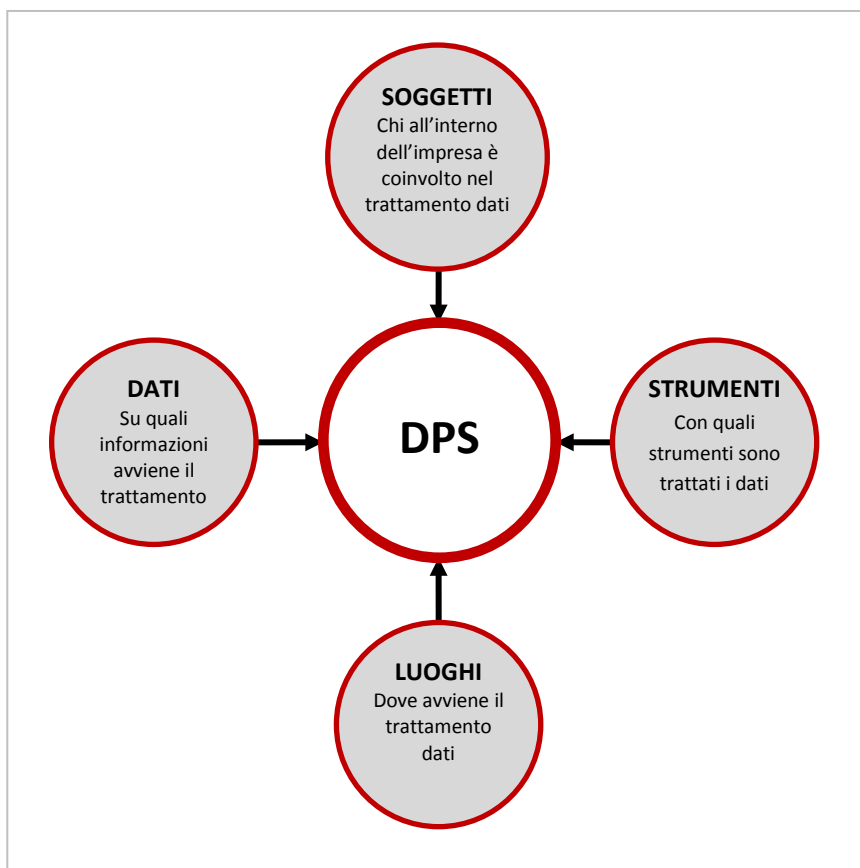 SOGGETTI
Chi all’interno
dell’impresa è
coinvolto nel
trattamento dati
DATI
Su quali
informazioni
avviene il
trattamento
DPS
STRUMENTI
Con quali
strumenti sono
trattati i dati
LUOGHI
Dove avviene il
trattamento
dati